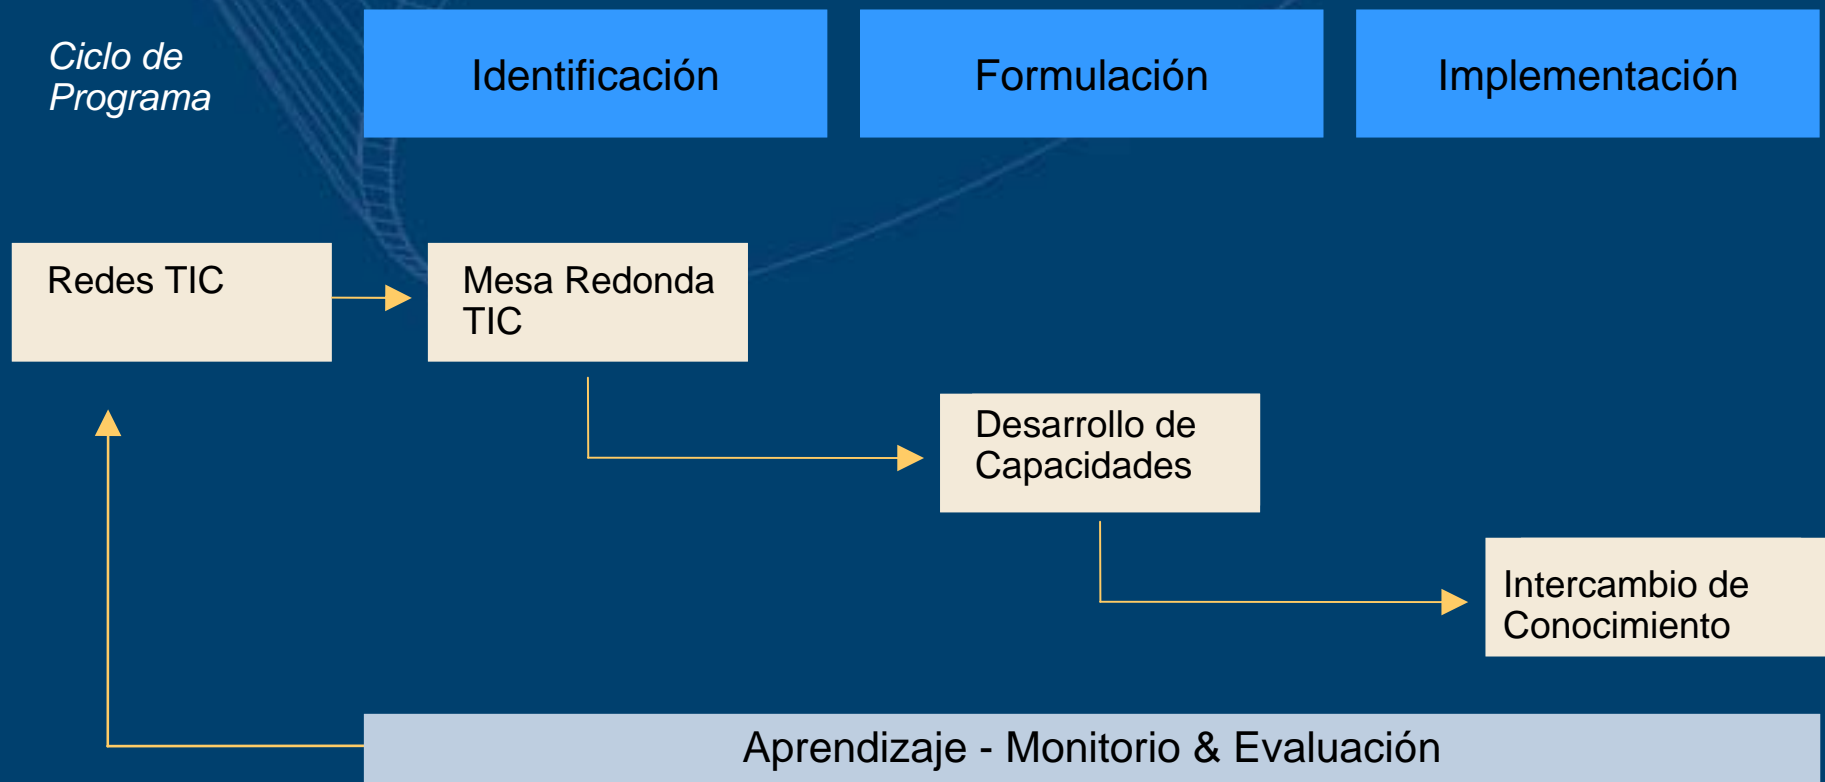 Ciclo de
Programa
Identificación
Formulación
Implementación
Redes TIC
Mesa Redonda
TIC
Desarrollo de
Capacidades
Intercambio de
Conocimiento
Aprendizaje - Monitorio & Evaluación